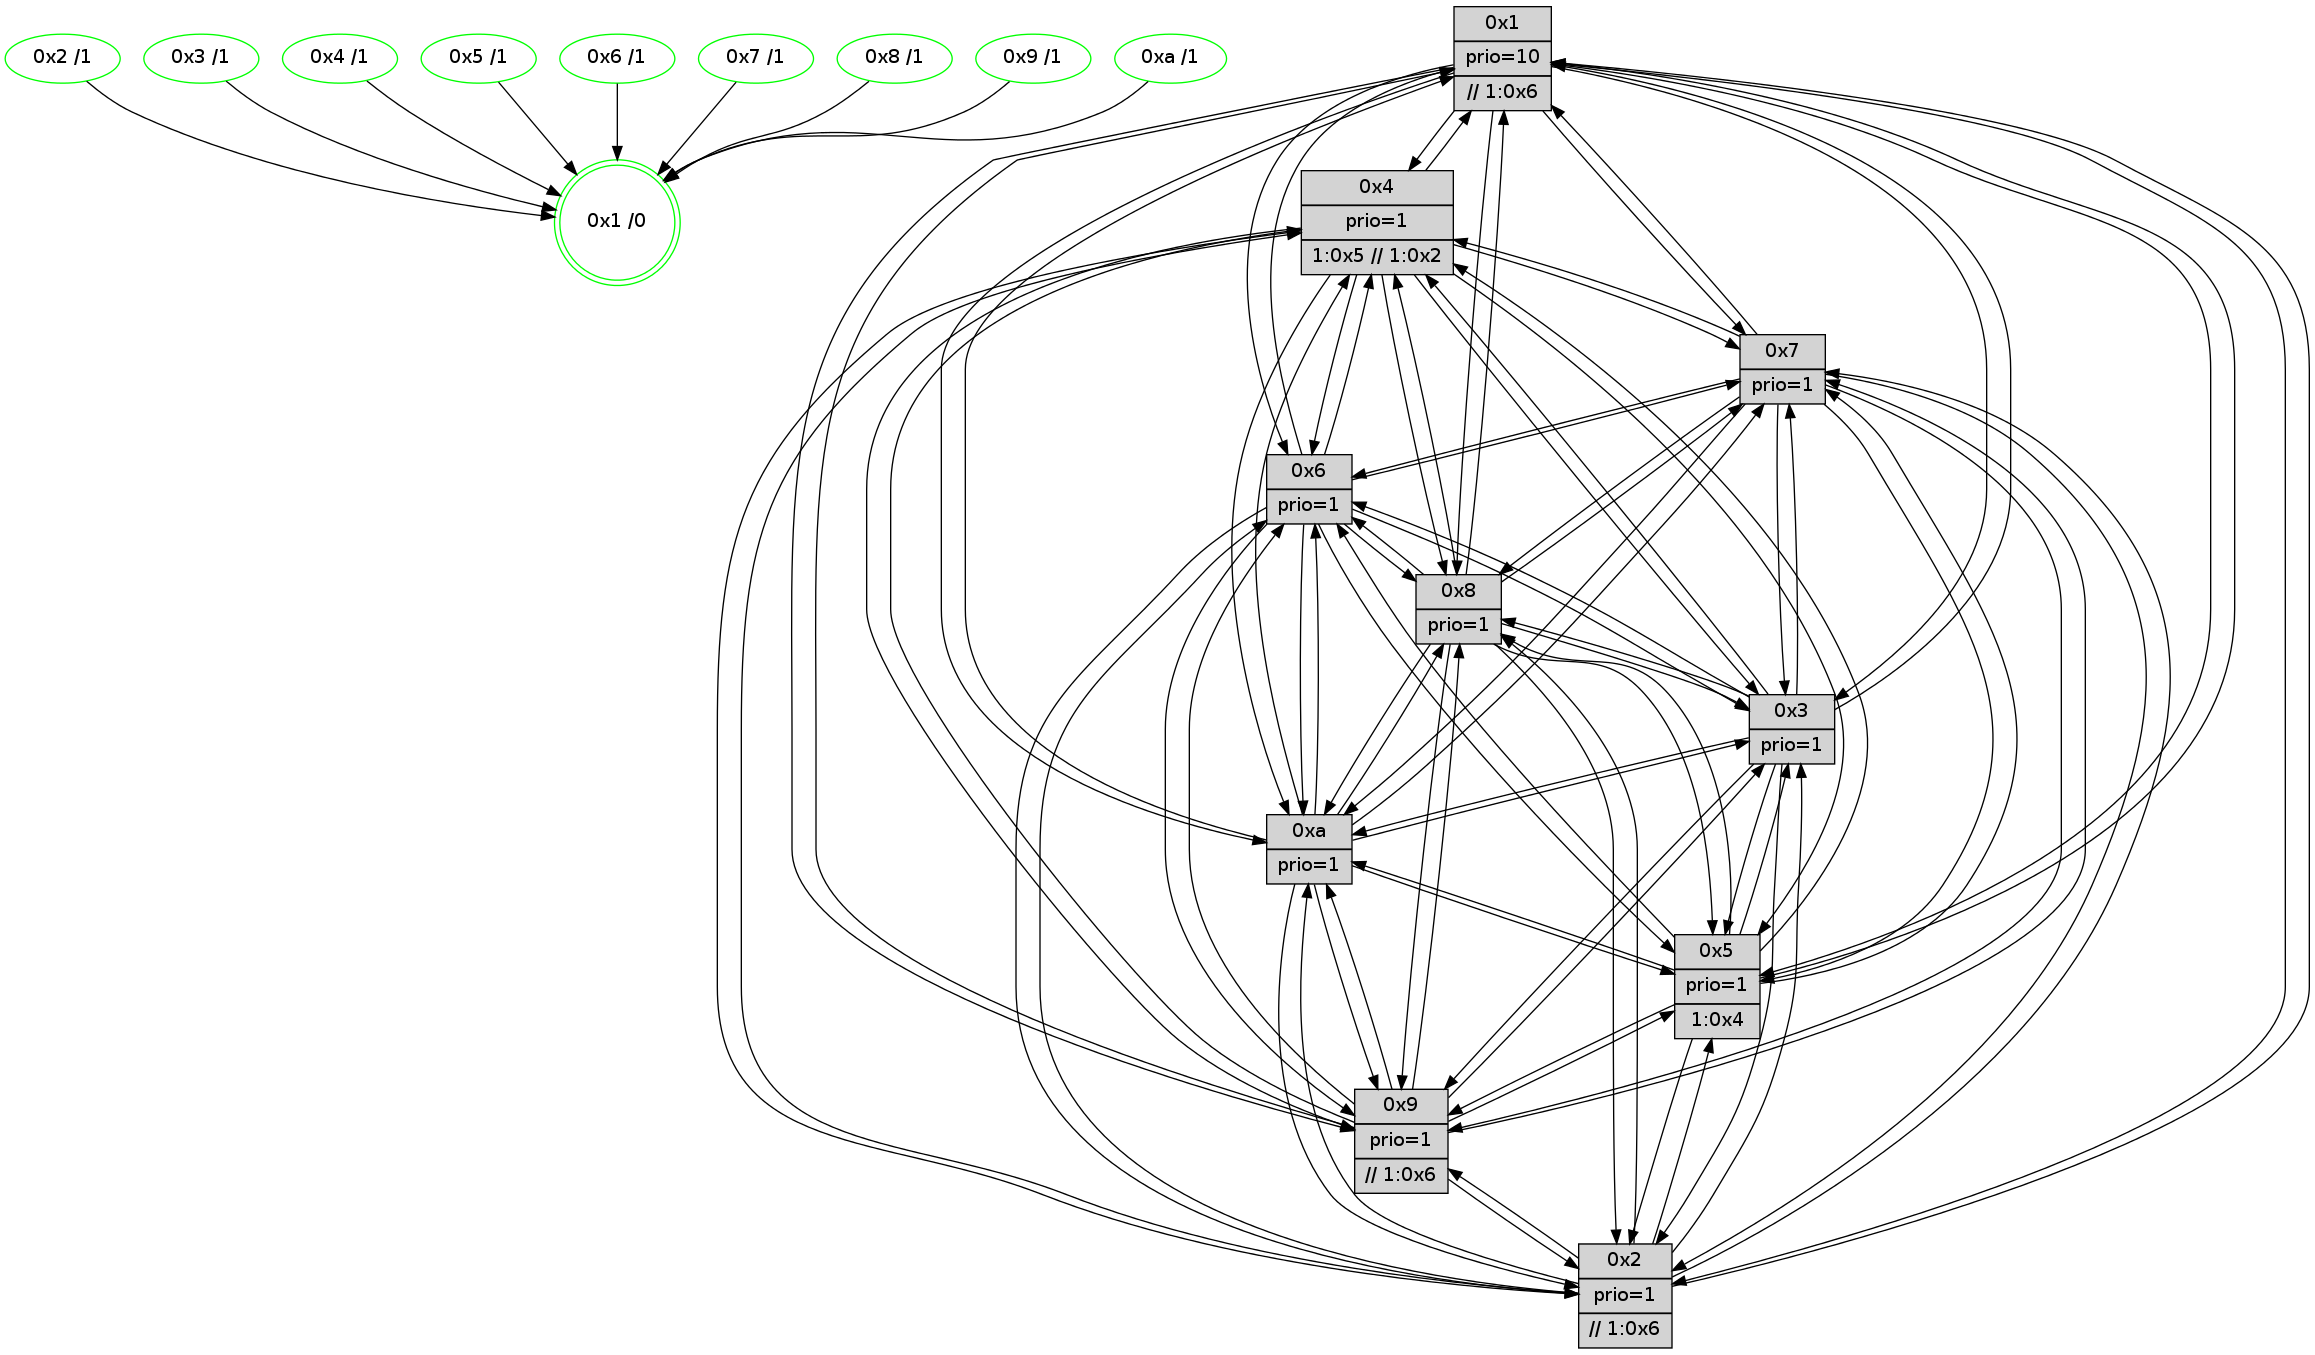 0x2 /1
0x3 /1
0x4 /1
0x5 /1
0x6 /1
0x7 /1
0x8 /1
0x9 /1
0xa /1
0x1 /0
0x1
prio=10
// 1:0x6
0x4
prio=1
1:0x5 // 1:0x2
0x7
prio=1
0x6
prio=1
0x8
prio=1
0x3
prio=1
0xa
prio=1
0x5
prio=1
1:0x4
0x9
prio=1
// 1:0x6
0x2
prio=1
// 1:0x6